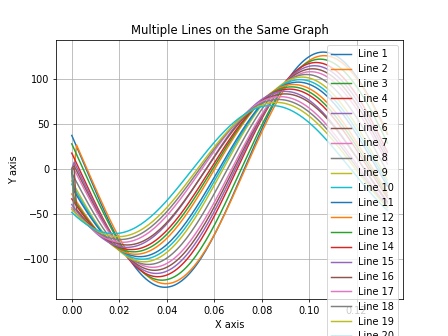 Multiple Lines on the Same Graph
Y axis
100
50
0
−50
−100
0.00
0.02
0.04
0.06
0.08
0.10
X axis
Line 1
Line 2
Line 3
Line 4
Line 5
Line 6
Line 7
Line 8
Line 9
Line 10
Line 11
Line 12
Line 13
Line 14
Line 15
Line 16
Line 17
Line 18
Line 19
Line 20